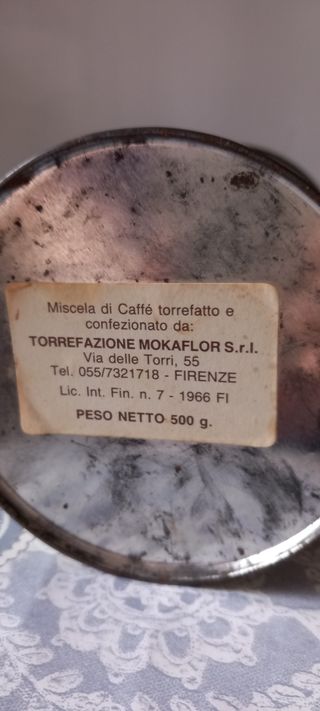 Miscela di Caffé torrefatto e
confezionato da:
TORREFAZIONE MOKAFLOR S.r.l.
Via delle Torri, 55
Tel. 055/7321718 - FIRENZE
Lic. Int. Fin. n. 7 - 1966 FI
PESO NETTO 500 g.